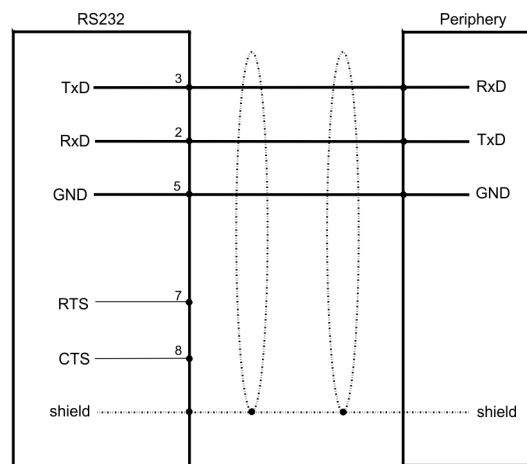 RS232 Periphery
TxD 3 RxD
RxD 2 TxD
GND 5 GND
RTS 7
CTS 8
shield shield